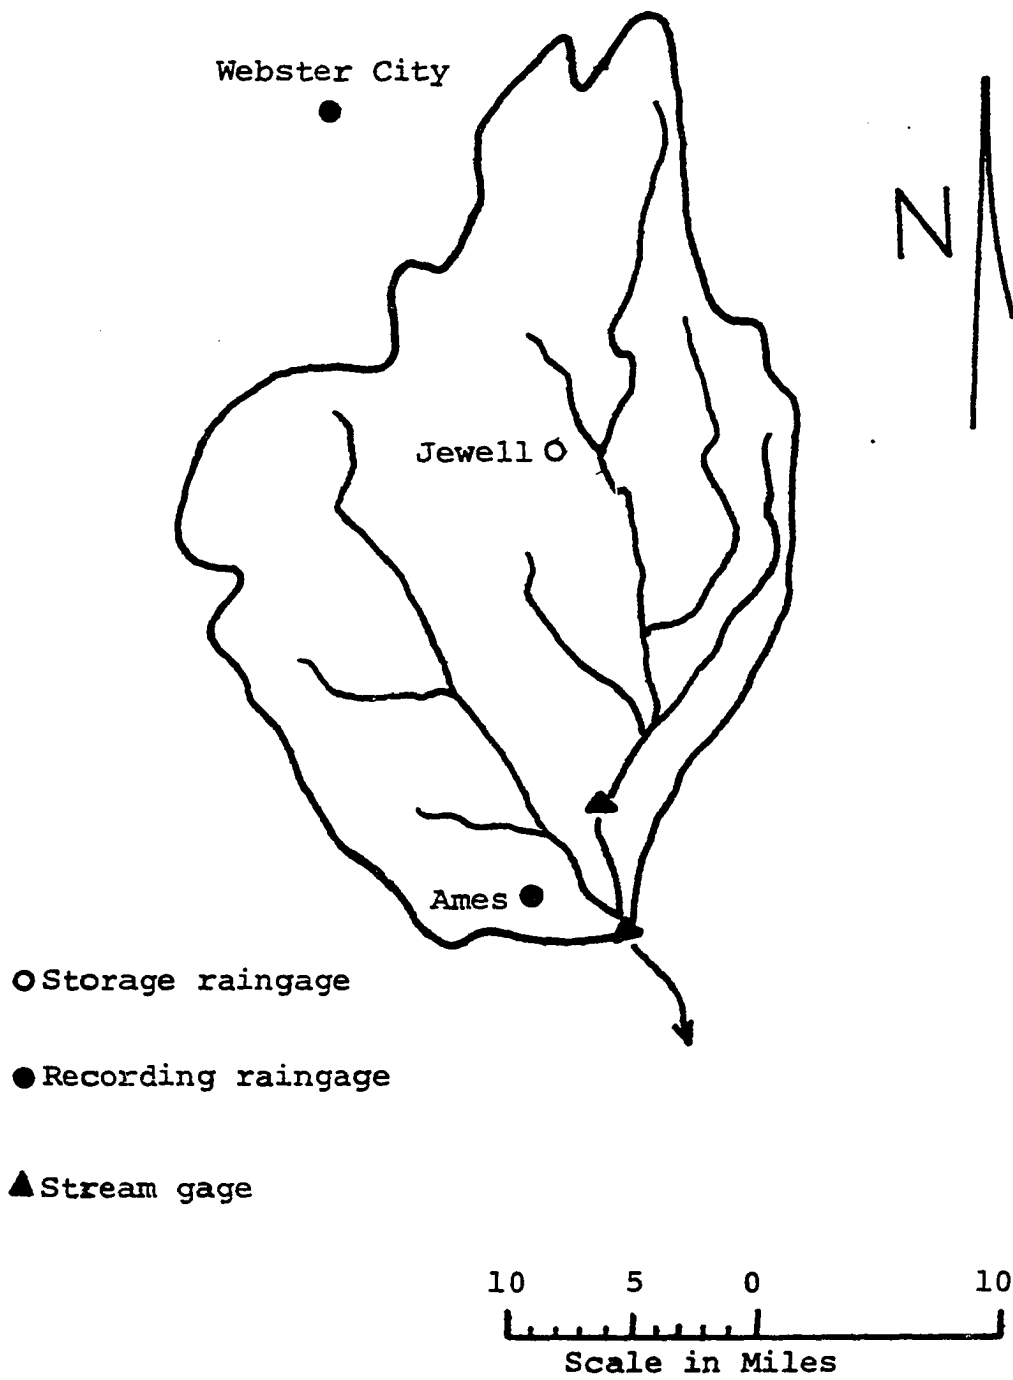 Webster City
N
Jewell
Ames
Storage raingage
Recording raingage
Stream gage
10 5 0 10
Scale in Miles